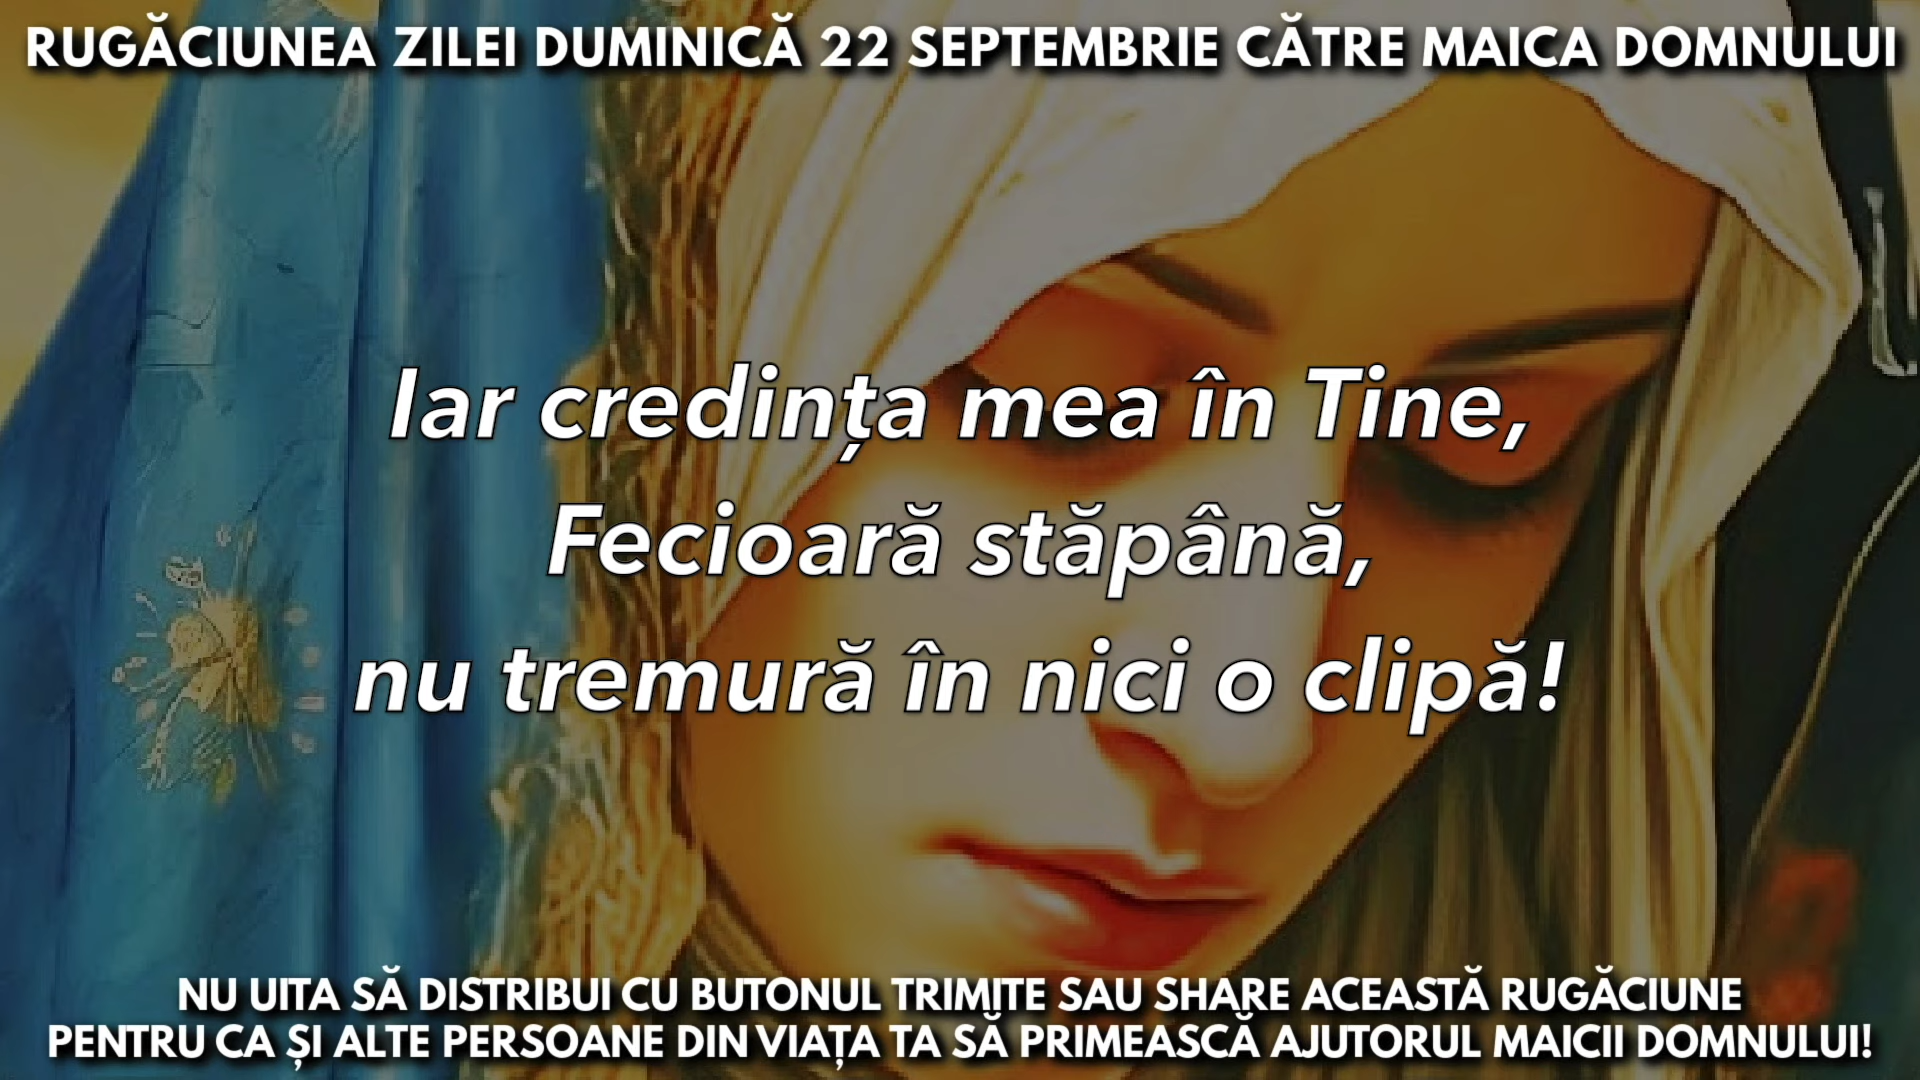 RUGĂCIUNEA ZILEI DUMINICĂ 22 SEPTEMBRIE CĂTRE MAICA DOMNULUI
Iar credința mea în Tine,
Fecioară stăpână,
nu tremură în nici o clipă!
NU UITA SĂ DISTRIBUI CU BUTONUL TRIMITE SAU SHARE ACEASTĂ RUGĂCIUNE
PENTRU CA ȘI ALTE PERSOANE DIN VIAȚA TA SĂ PRIMEASCĂ AJUTORUL MAICII DOMNULUI!